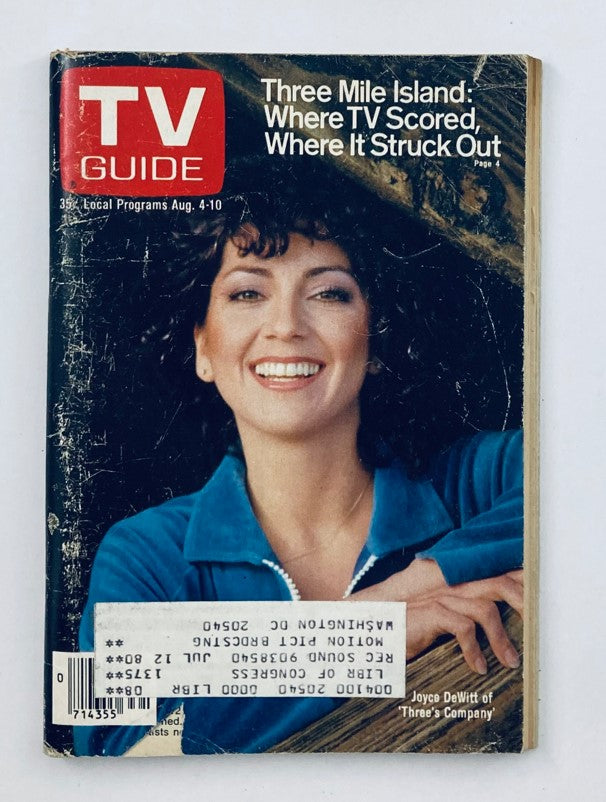 TV
GUIDE
35¢ Local Programs Aug. 4-10
Three Mile Island:
Where TV Scored,
Where It Struck Out
Page 4
004100 20540 0000 LIBR 08**
LIBR OF CONGRESS 1375**
REC SOUND 9038540 JUL 12 80**
MOTION PICT BRDCSTNG **
WASHINGTON DC 20540
0
714355
Joyce DeWitt of
'Three's Company'